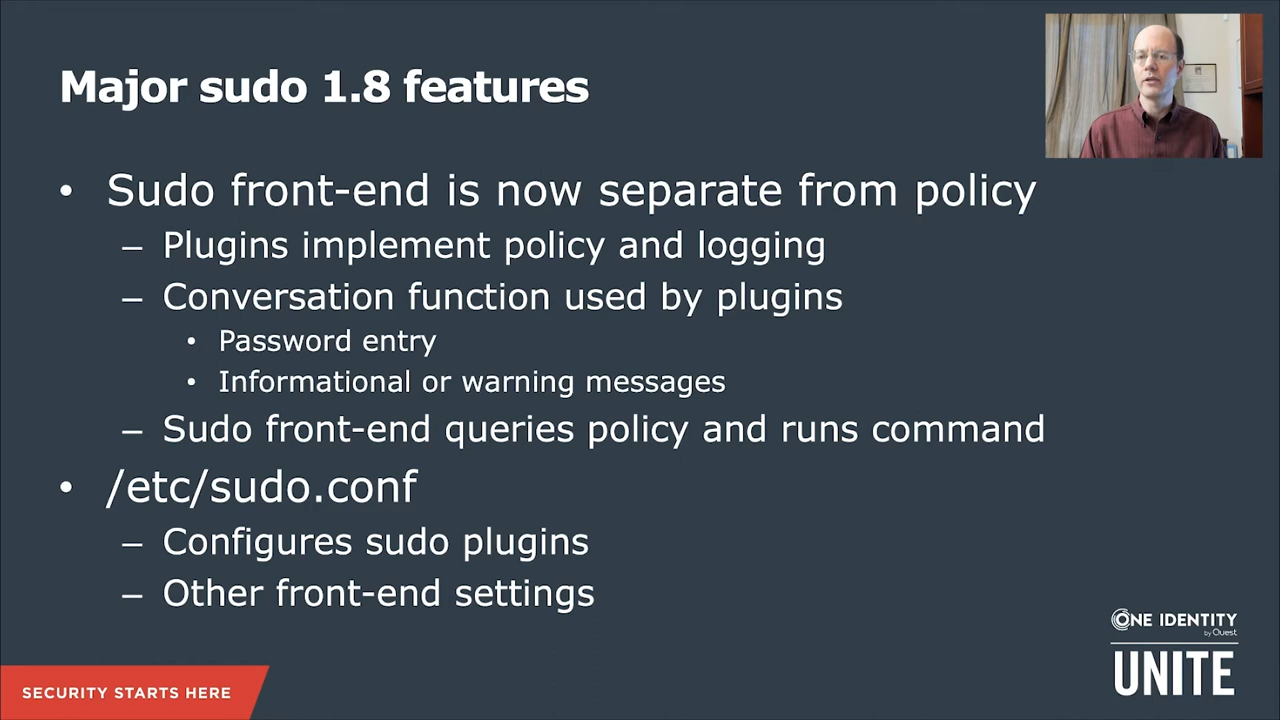 Major sudo 1.8 features
• Sudo front-end is now separate from policy
– Plugins implement policy and logging
– Conversation function used by plugins
• Password entry
• Informational or warning messages
– Sudo front-end queries policy and runs command
• /etc/sudo.conf
– Configures sudo plugins
– Other front-end settings
ONE IDENTITY
by Quest
UNITE
SECURITY STARTS HERE